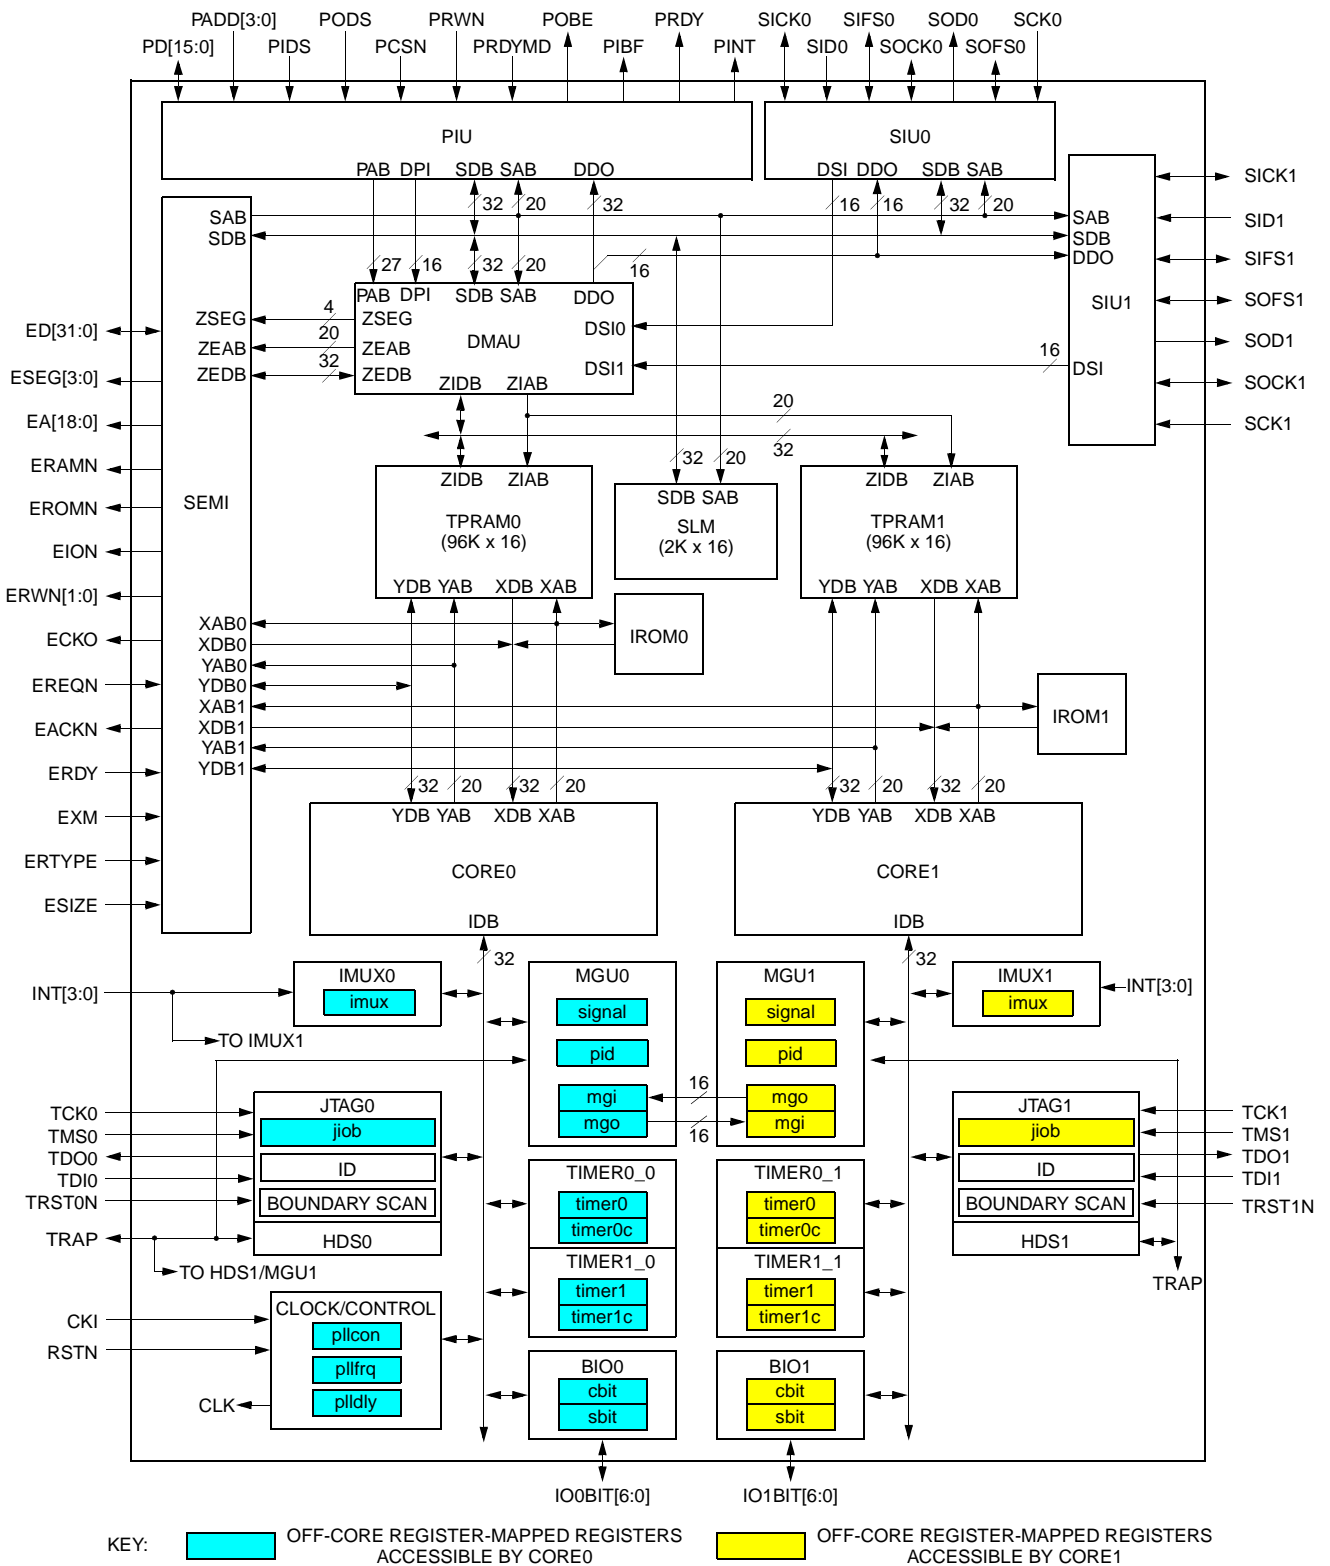 PADD[3:0] PODS PRWN POBE PRDY SICK0 SIFS0 SOD0 SCK0
PD[15:0] PIDS PCSN PRDYMD PIBF PINT SID0 SOCK0 SOFS0
PIU
PAB DPI SDB SAB DDO
SIU0
DSI DDO SDB SAB
32 20 32 16 16 32 20
SAB
SDB
SAB
SDB
DDO
SIU1
DSI
SICK1
SID1
SIFS1
SOFS1
SOD1
SOCK1
SCK1
27 16 32 20 16
PAB DPI SDB SAB DDO
ZSEG
ZEAB
ZEDB
4
20
32
ZSEG
ZEAB
ZEDB
DMAU
DSI0
DSI1
ZIDB ZIAB
16
20
32
32 20
ED[31:0]
ESEG[3:0]
EA[18:0]
ERAMN
EROMN
EION
ERWN[1:0]
ECKO
EREQN
EACKN
ERDY
EXM
ERTYPE
ESIZE
SEMI
ZIDB ZIAB
TPRAM0
(96K x 16)
YDB YAB XDB XAB
SDB SAB
SLM
(2K x 16)
ZIDB ZIAB
TPRAM1
(96K x 16)
YDB YAB XDB XAB
XAB0
XDB0
YAB0
YDB0
XAB1
XDB1
YAB1
YDB1
IROM0
IROM1
32 20 32 20
32 20 32 20
YDB YAB XDB XAB
CORE0
IDB
YDB YAB XDB XAB
CORE1
IDB
32
32
INT[3:0]
IMUX0
imux
TO IMUX1
MGU0
signal
pid
mgi
mgo
16
16
MGU1
signal
pid
mgo
mgi
IMUX1
imux
INT[3:0]
TCK0
TMS0
TDO0
TDI0
TRST0N
TRAP
JTAG0
jiob
ID
BOUNDARY SCAN
HDS0
TO HDS1/MGU1
TIMER0_0
timer0
timer0c
TIMER1_0
timer1
timer1c
TIMER0_1
timer0
timer0c
TIMER1_1
timer1
timer1c
JTAG1
jiob
ID
BOUNDARY SCAN
HDS1
TCK1
TMS1
TDO1
TDI1
TRST1N
TRAP
CKI
RSTN
CLK
CLOCK/CONTROL
pllcon
pllfrq
plldly
BIO0
cbit
sbit
BIO1
cbit
sbit
IO0BIT[6:0]
IO1BIT[6:0]
KEY:
OFF-CORE REGISTER-MAPPED REGISTERS
ACCESSIBLE BY CORE0
OFF-CORE REGISTER-MAPPED REGISTERS
ACCESSIBLE BY CORE1